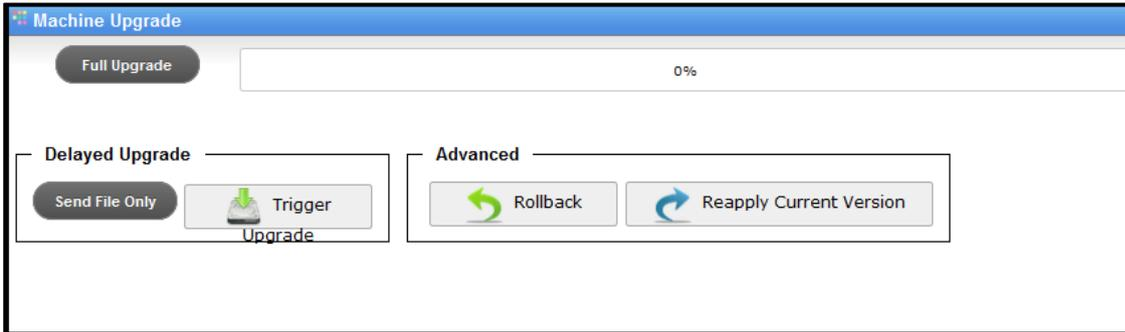 Machine Upgrade
Full Upgrade
0%
Delayed Upgrade
Advanced
Send File Only
Trigger
Upgrade
Rollback
Reapply Current Version